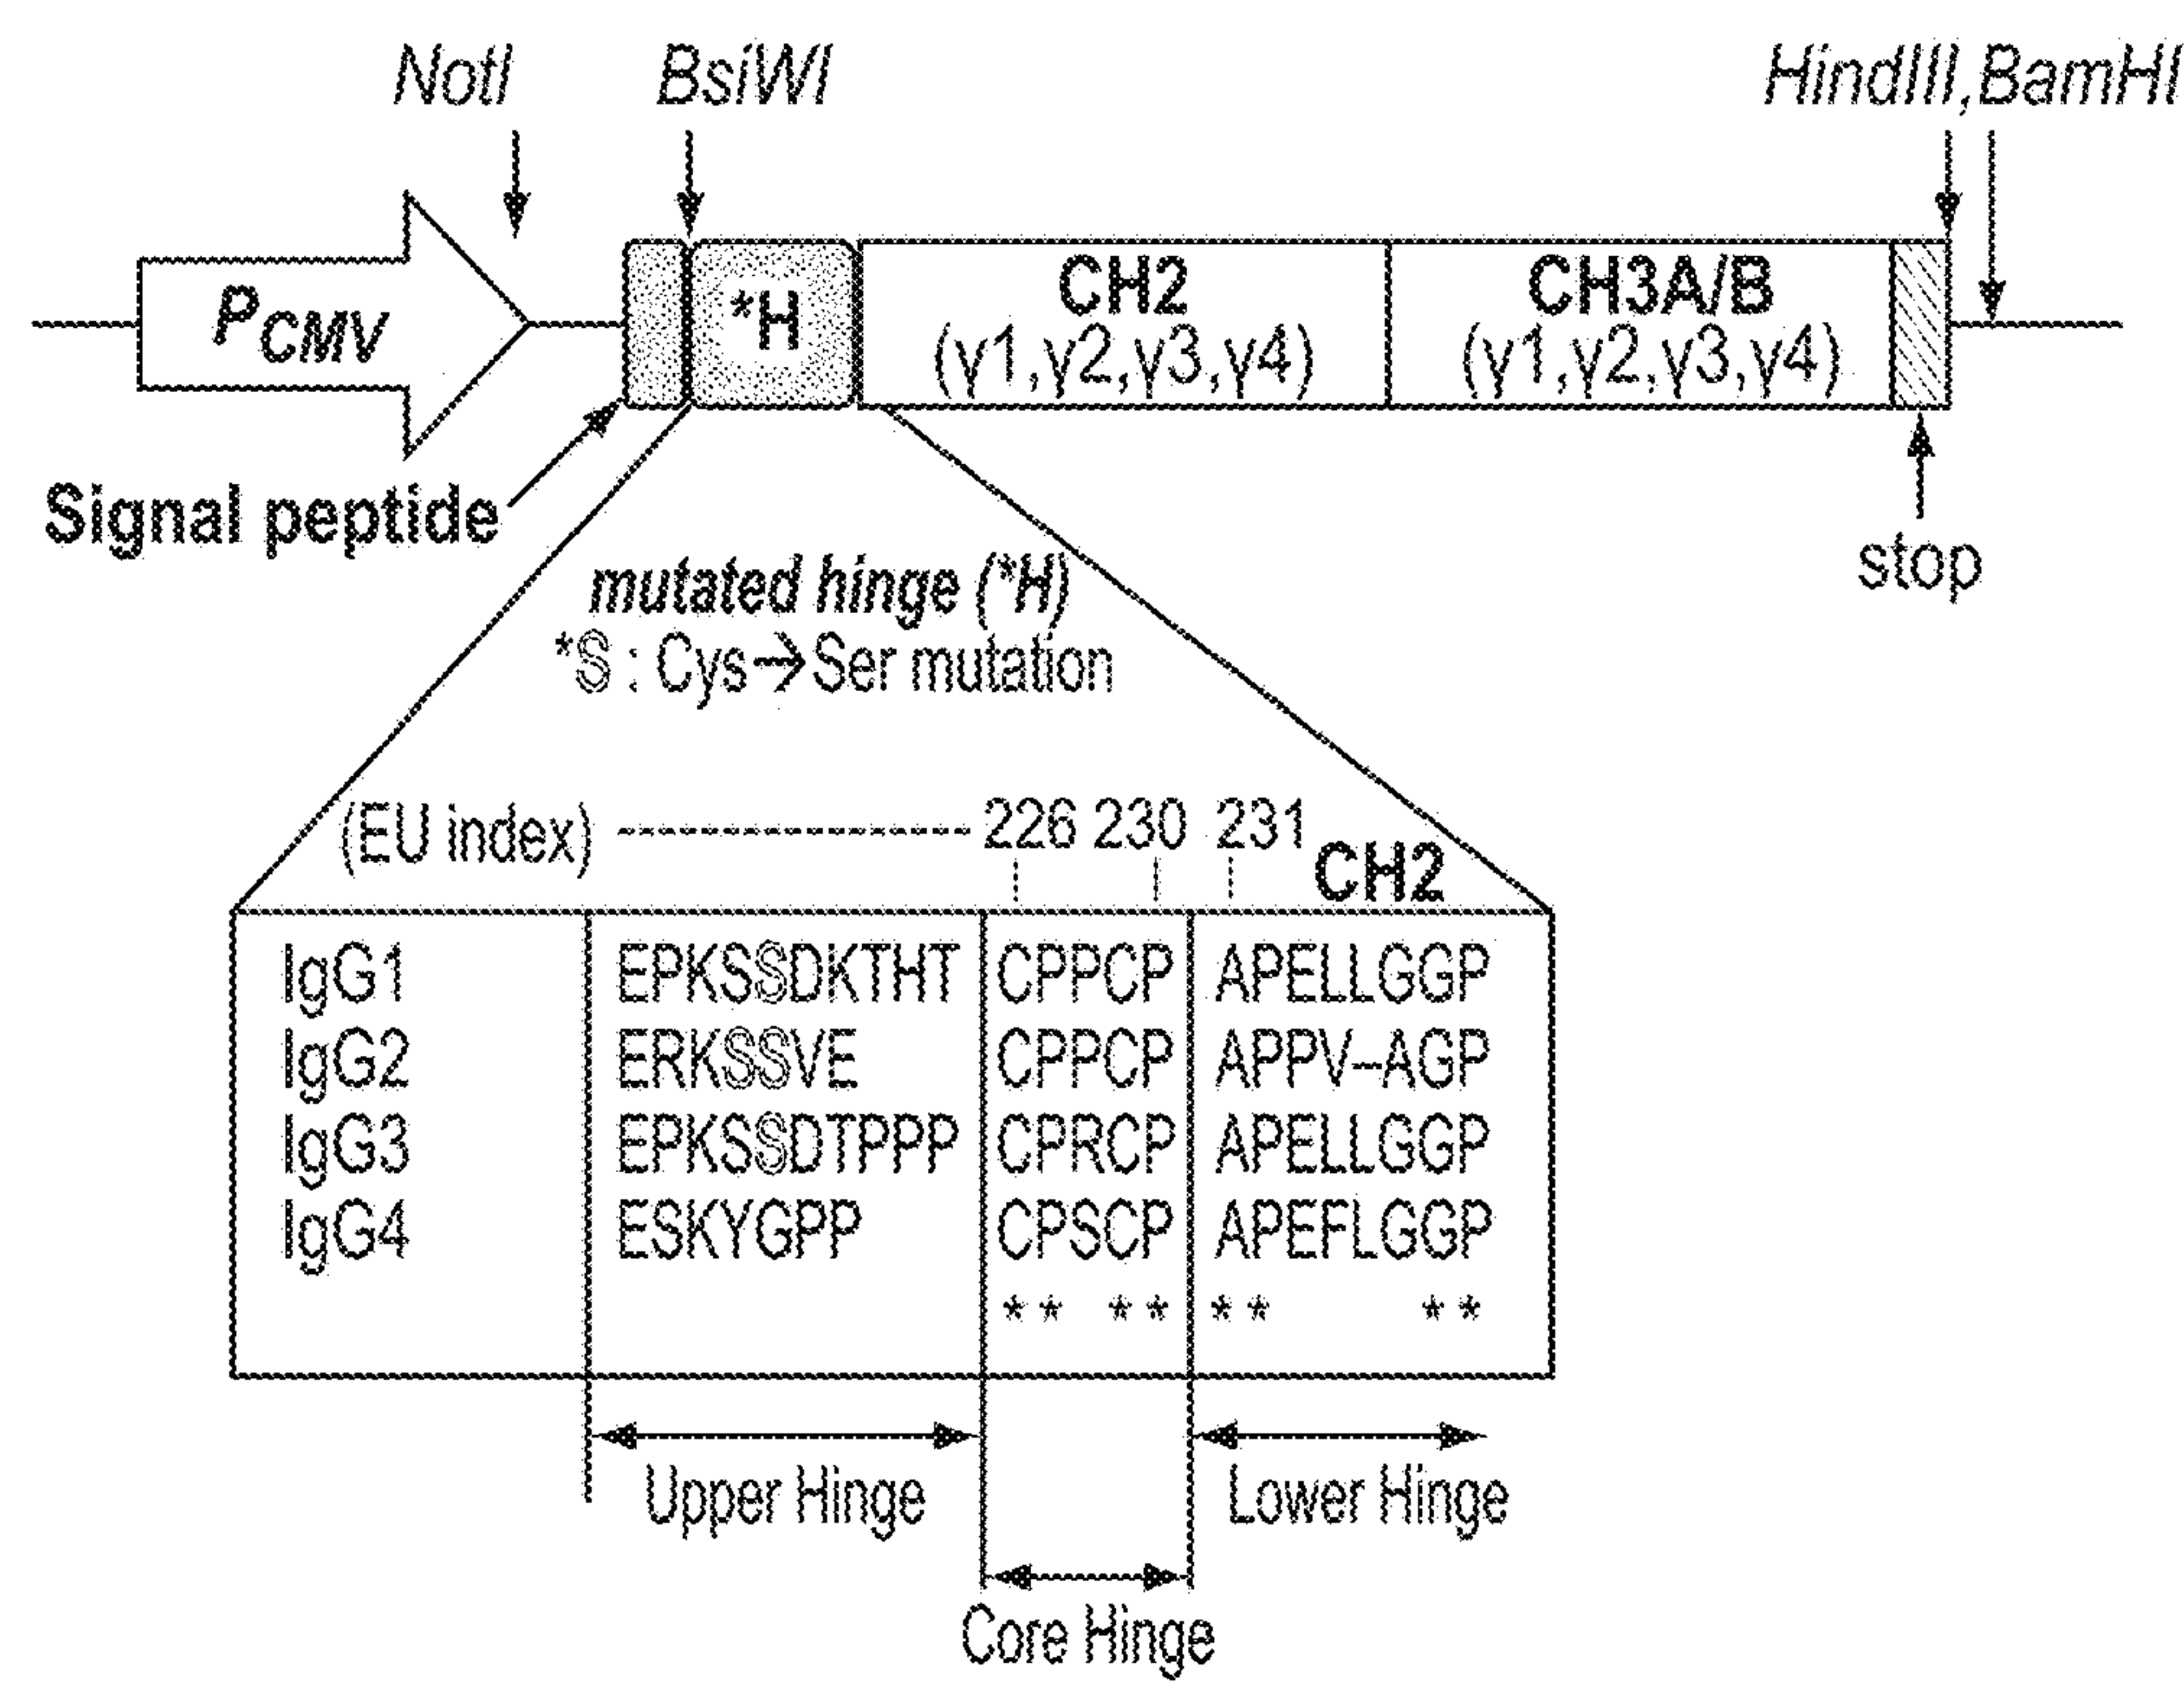 NotI BsiWI HindIII,BamHI
PCMV *H CH2 CH3A/B
(γ1,γ2,γ3,γ4) (γ1,γ2,γ3,γ4)
Signal peptide
stop
mutated hinge (*H)
*S : Cys→Ser mutation
(EU index) ----------------- 226 230 231
CH2
IgG1 EPKSSDKTHT CPPCP APELLGGP
IgG2 ERKSSVE CPPCP APPV–AGP
IgG3 EPKSSDTPPP CPRCP APELLGGP
IgG4 ESKYGPP CPSCP APEFLGGP
** ** ** **
Upper Hinge Lower Hinge
Core Hinge